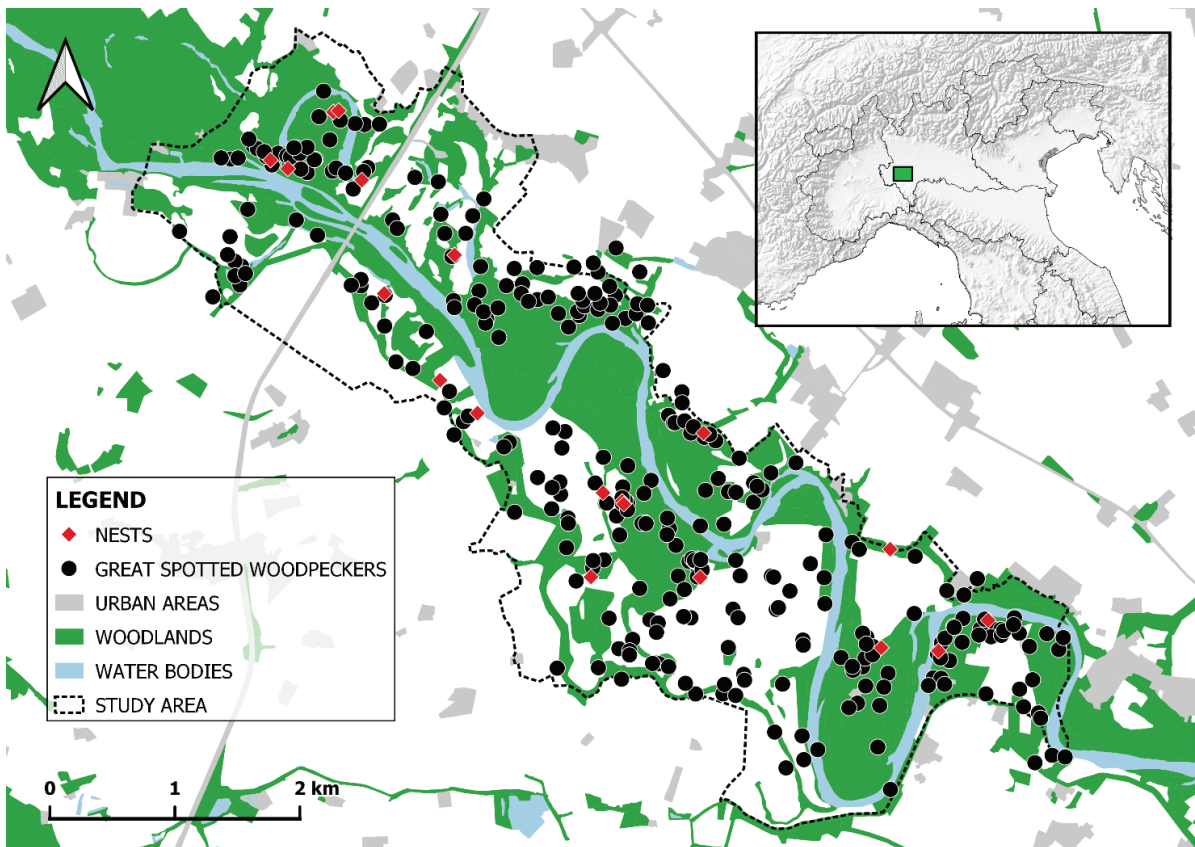 LEGEND
NESTS
GREAT SPOTTED WOODPECKERS
URBAN AREAS
WOODLANDS
WATER BODIES
STUDY AREA
0 1 2 km